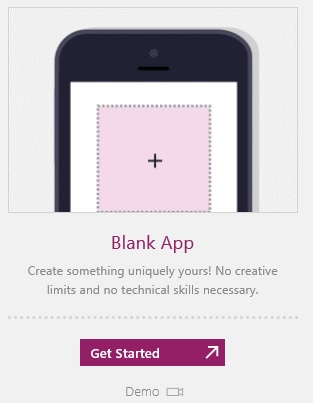 Blank App
Create something uniquely yours! No creative
limits and no technical skills necessary.
Get Started
Demo